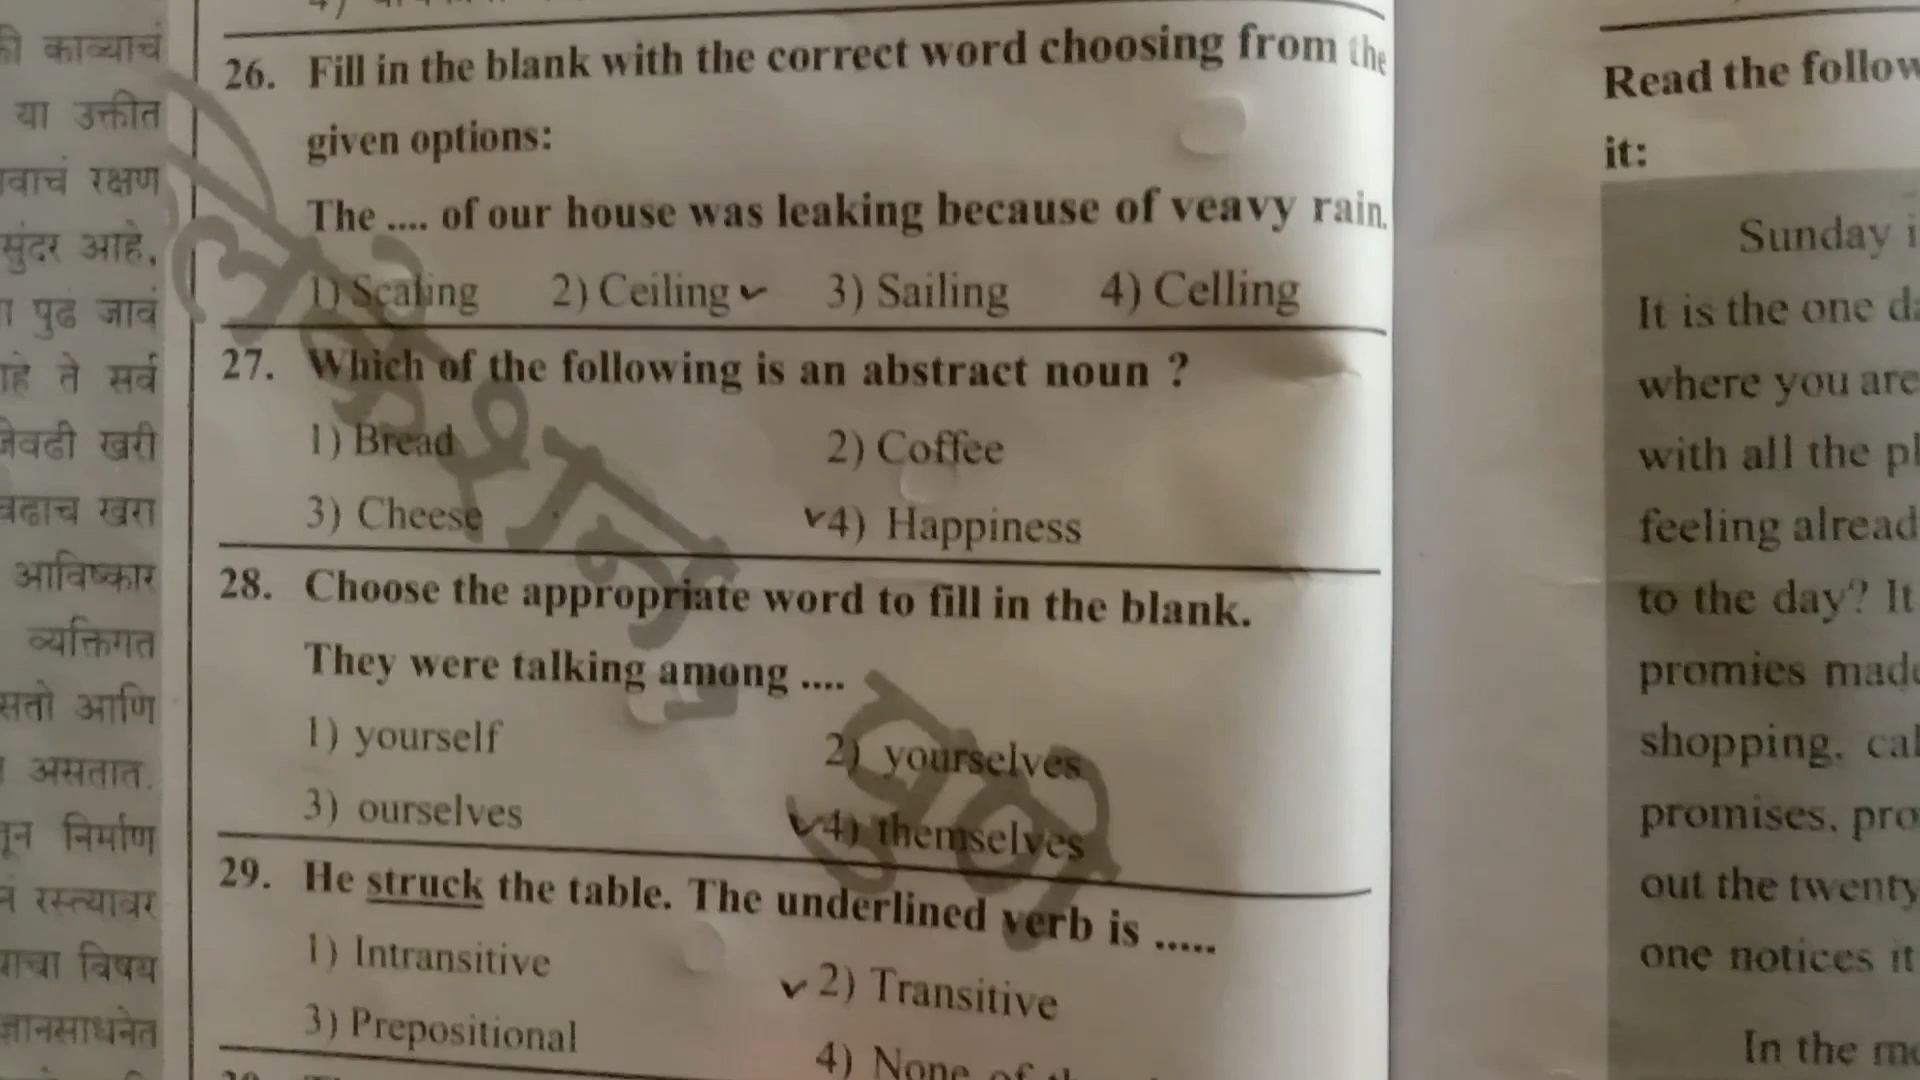 काव्याचं
या उक्तीत
रक्षण
सुंदर आहे,
पुढं जावं
ते सर्व
खरी
खरा
आविष्कार
व्यक्तिगत
आणि
असतात.
निर्माण
रस्त्यावर
विषय
26. Fill in the blank with the correct word choosing from the
given options:
The .... of our house was leaking because of veavy rain.
1) Scaling 2) Ceiling 3) Sailing 4) Celling
27. Which of the following is an abstract noun ?
1) Bread 2) Coffee
3) Cheese 4) Happiness
28. Choose the appropriate word to fill in the blank.
They were talking among ....
1) yourself 2) yourselves
3) ourselves 4) themselves
29. He struck the table. The underlined verb is .....
1) Intransitive 2) Transitive
3) Prepositional 4) None of
Read the follow
it:
Sunday i
It is the one
where you are
with all the
feeling
to the day? It
promies
shopping,
promises,
out the twenty
one notices it
In the